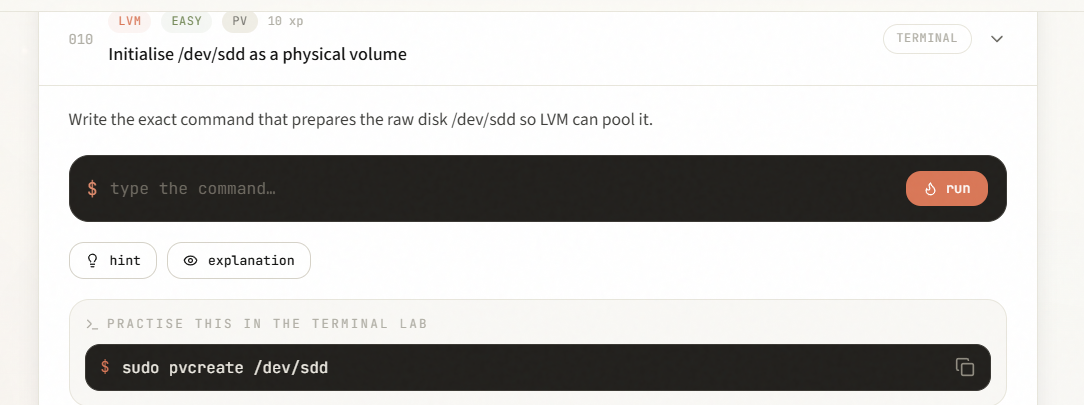 LVM EASY PV 10 xp
010
Initialise /dev/sdd as a physical volume
TERMINAL
Write the exact command that prepares the raw disk /dev/sdd so LVM can pool it.
$ type the command…
run
hint explanation
>_ PRACTISE THIS IN THE TERMINAL LAB
$ sudo pvcreate /dev/sdd